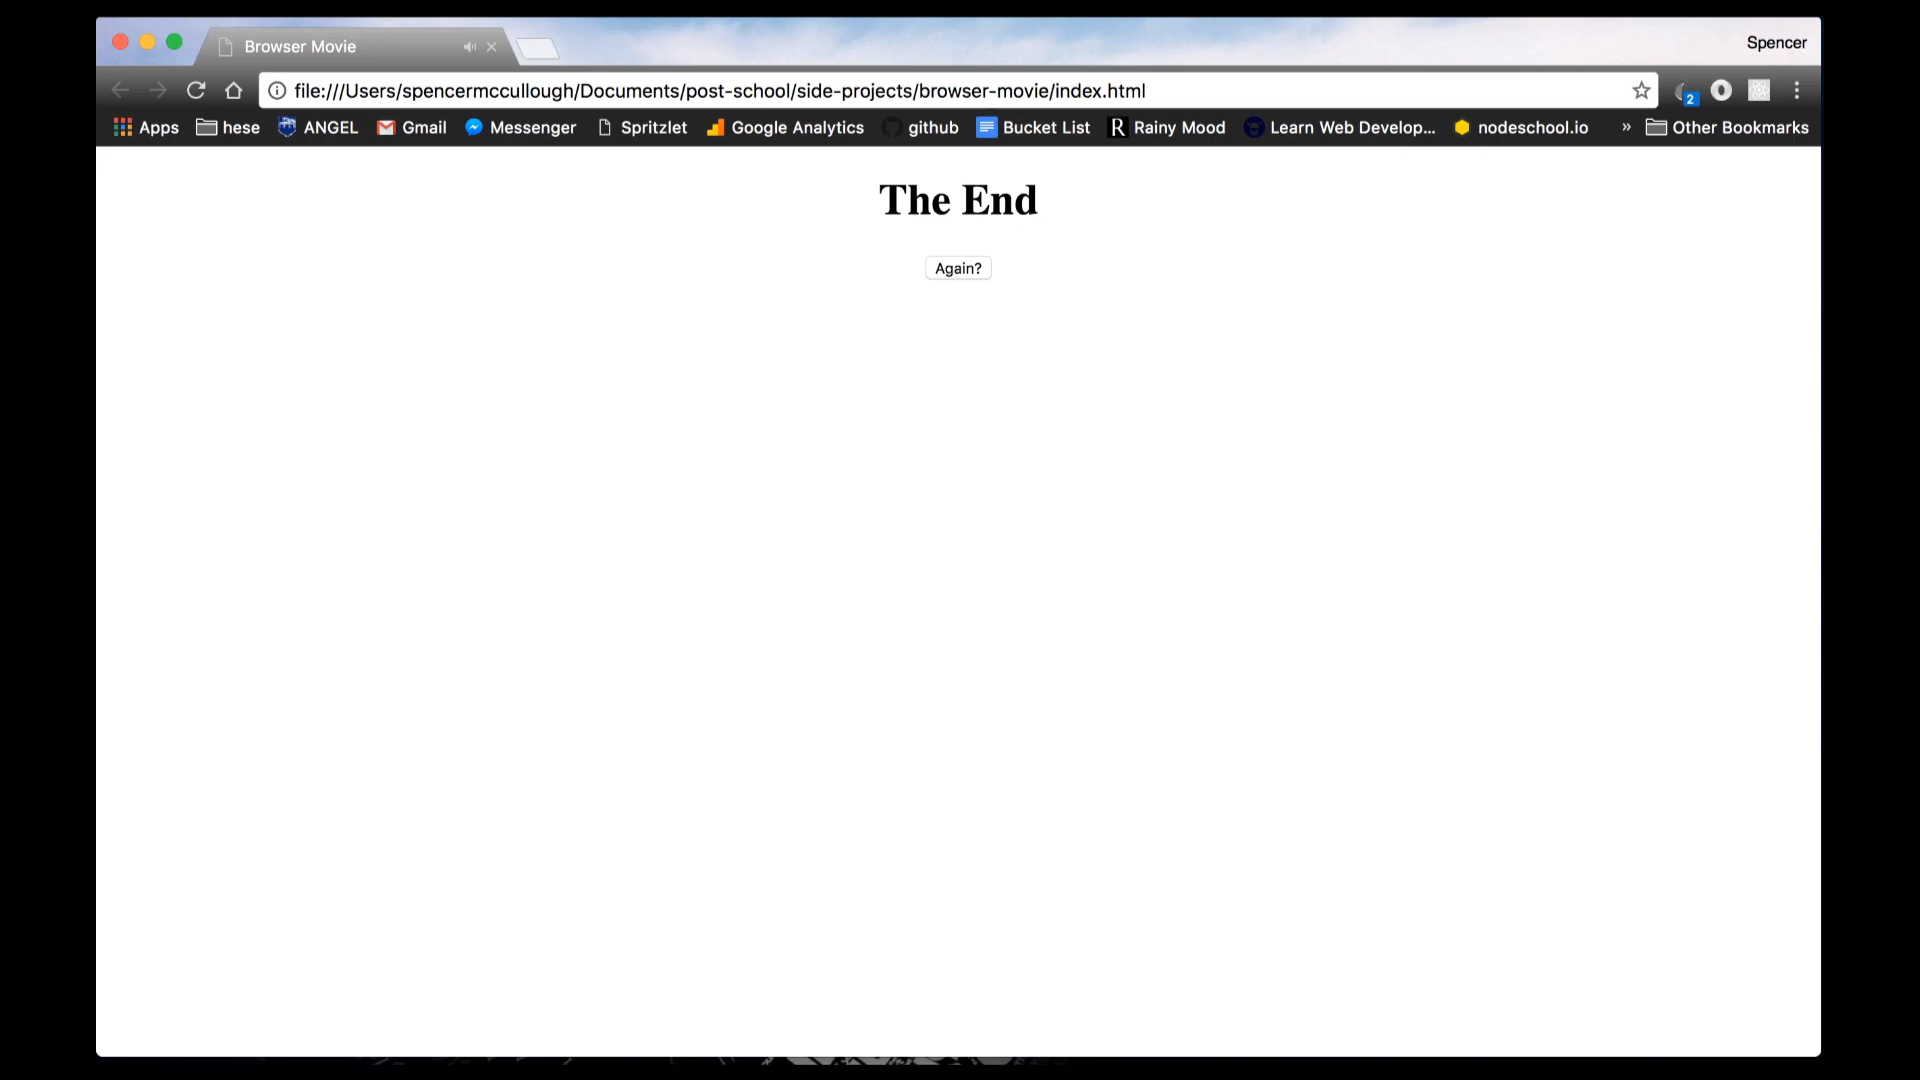 Browser Movie
Spencer
file:///Users/spencermccullough/Documents/post-school/side-projects/browser-movie/index.html
2
Apps hese ANGEL Gmail Messenger Spritzlet Google Analytics github Bucket List R Rainy Mood Learn Web Develop... nodeschool.io » Other Bookmarks
The End
Again?